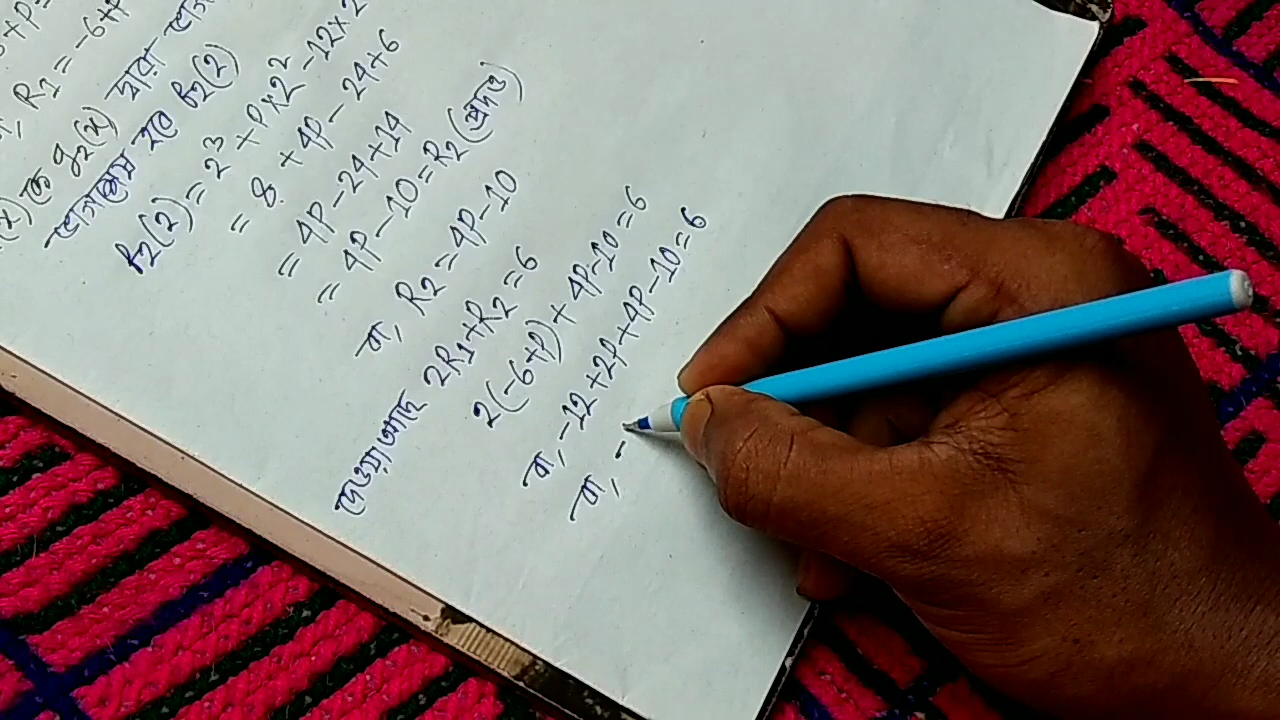 +P=
, R₁ = -6+P
(x) কে g₂(x) দ্বারা
ভাগশেষ হবে f₂(2)
f₂(2) = 2³ + P×2² - 12×2
= 8 + 4P - 24+6
= 4P - 24+14
= 4P - 10 = R₂ (প্রদত্ত)
বা, R₂ = 4P - 10
দেওয়া আছে 2R₁+R₂ = 6
2(-6+P) + 4P-10 = 6
বা, -12+2P+4P-10=6
বা, -